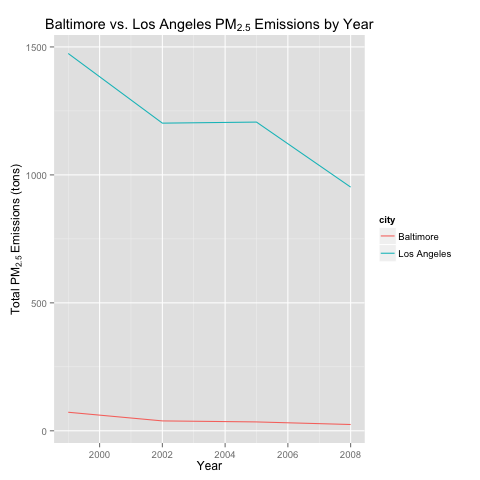 Baltimore vs. Los Angeles PM2.5 Emissions by Year
Total PM2.5 Emissions (tons)
1500
1000
500
0
2000 2002 2004 2006 2008
Year
city
Baltimore
Los Angeles